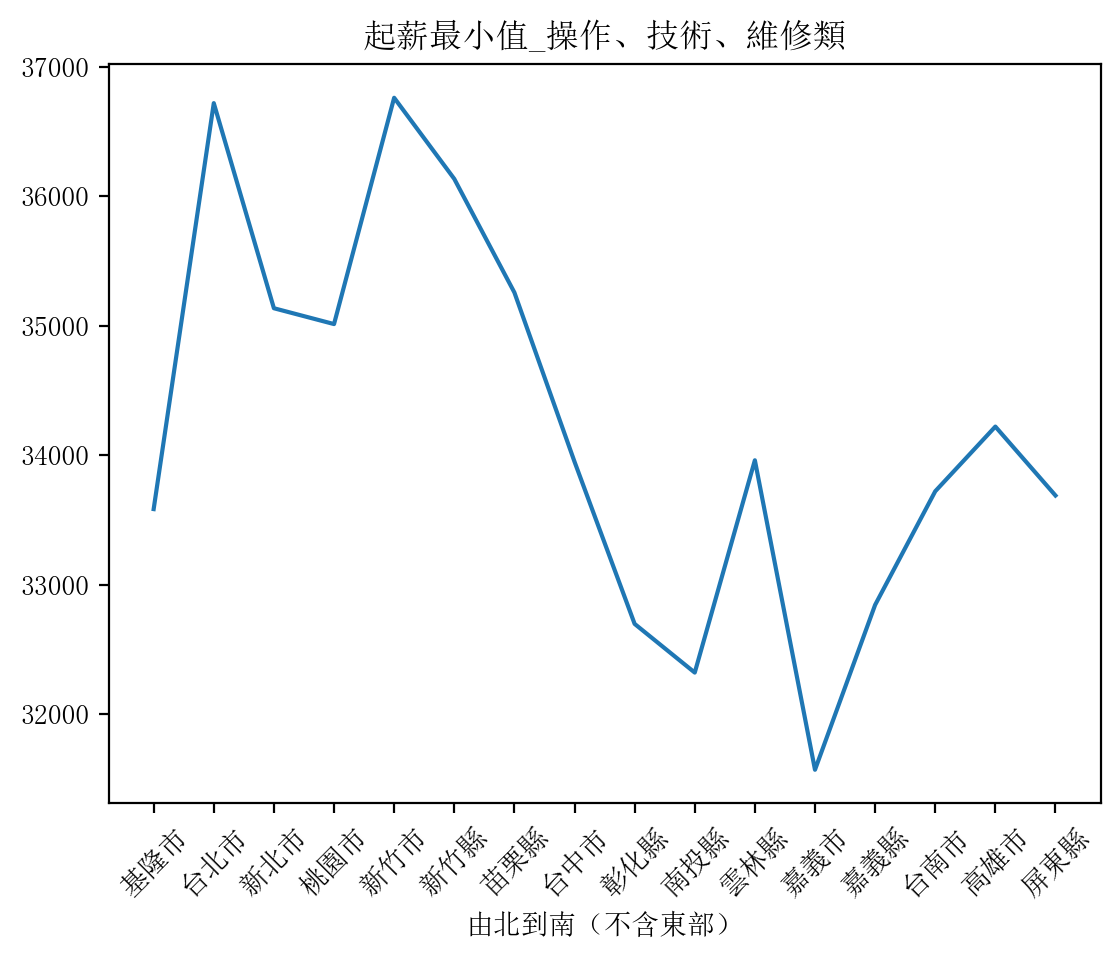 起薪最小值_操作、技術、維修類
37000
36000
35000
34000
33000
32000
基隆市
台北市
新北市
桃園市
新竹市
新竹縣
苗栗縣
台中市
彰化縣
南投縣
雲林縣
嘉義市
嘉義縣
台南市
高雄市
屏東縣
由北到南（不含東部）